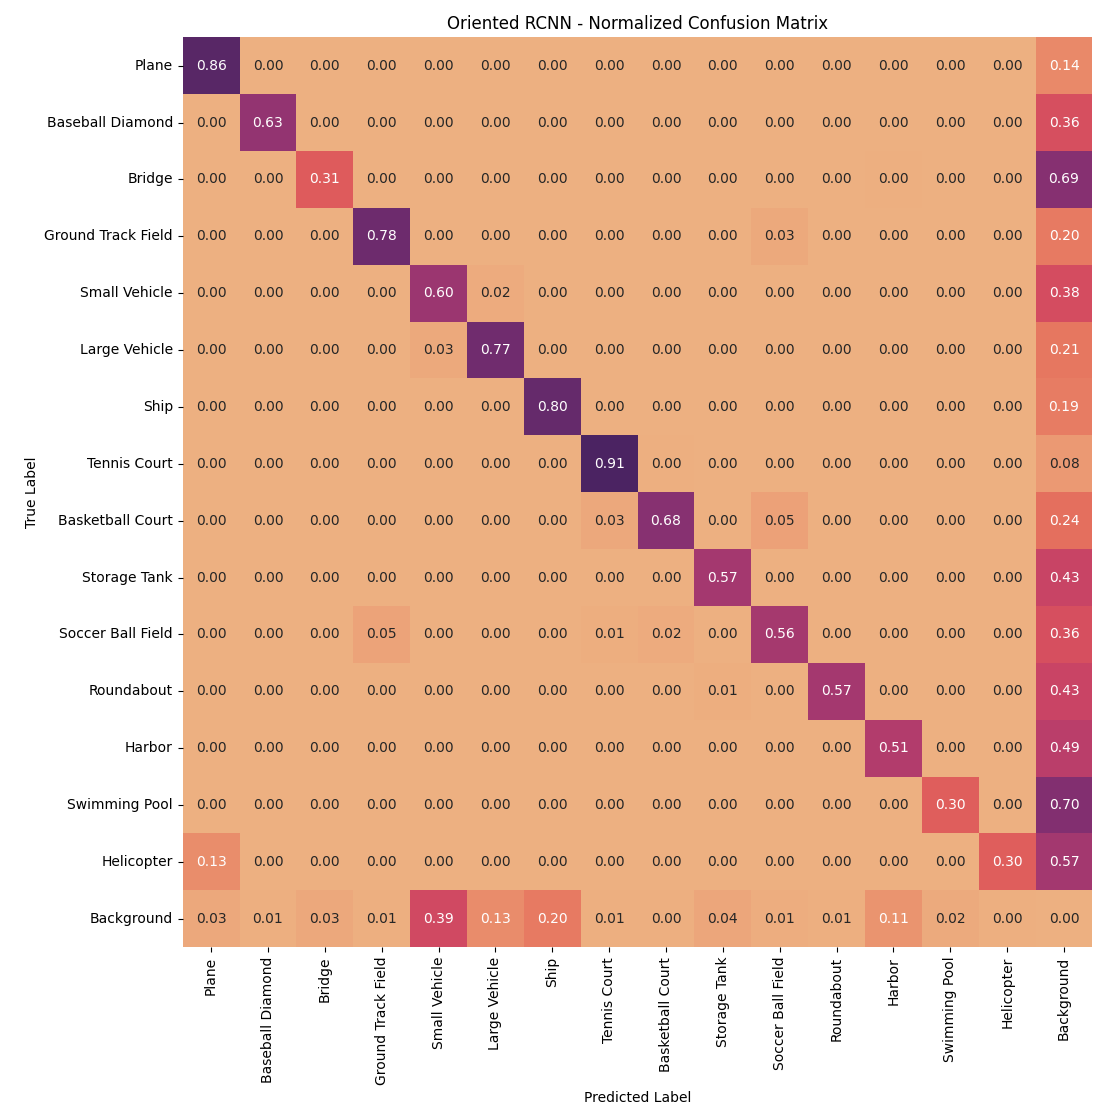 Oriented RCNN - Normalized Confusion Matrix
Plane 0.86 0.00 0.00 0.00 0.00 0.00 0.00 0.00 0.00 0.00 0.00 0.00 0.00 0.00 0.00 0.14
Baseball Diamond 0.00 0.63 0.00 0.00 0.00 0.00 0.00 0.00 0.00 0.00 0.00 0.00 0.00 0.00 0.00 0.36
Bridge 0.00 0.00 0.31 0.00 0.00 0.00 0.00 0.00 0.00 0.00 0.00 0.00 0.00 0.00 0.00 0.69
Ground Track Field 0.00 0.00 0.00 0.78 0.00 0.00 0.00 0.00 0.00 0.00 0.03 0.00 0.00 0.00 0.00 0.20
Small Vehicle 0.00 0.00 0.00 0.00 0.60 0.02 0.00 0.00 0.00 0.00 0.00 0.00 0.00 0.00 0.00 0.38
Large Vehicle 0.00 0.00 0.00 0.00 0.03 0.77 0.00 0.00 0.00 0.00 0.00 0.00 0.00 0.00 0.00 0.21
Ship 0.00 0.00 0.00 0.00 0.00 0.00 0.80 0.00 0.00 0.00 0.00 0.00 0.00 0.00 0.00 0.19
Tennis Court 0.00 0.00 0.00 0.00 0.00 0.00 0.00 0.91 0.00 0.00 0.00 0.00 0.00 0.00 0.00 0.08
Basketball Court 0.00 0.00 0.00 0.00 0.00 0.00 0.00 0.03 0.68 0.00 0.05 0.00 0.00 0.00 0.00 0.24
Storage Tank 0.00 0.00 0.00 0.00 0.00 0.00 0.00 0.00 0.00 0.57 0.00 0.00 0.00 0.00 0.00 0.43
Soccer Ball Field 0.00 0.00 0.00 0.05 0.00 0.00 0.00 0.01 0.02 0.00 0.56 0.00 0.00 0.00 0.00 0.36
Roundabout 0.00 0.00 0.00 0.00 0.00 0.00 0.00 0.00 0.00 0.01 0.00 0.57 0.00 0.00 0.00 0.43
Harbor 0.00 0.00 0.00 0.00 0.00 0.00 0.00 0.00 0.00 0.00 0.00 0.00 0.51 0.00 0.00 0.49
Swimming Pool 0.00 0.00 0.00 0.00 0.00 0.00 0.00 0.00 0.00 0.00 0.00 0.00 0.00 0.30 0.00 0.70
Helicopter 0.13 0.00 0.00 0.00 0.00 0.00 0.00 0.00 0.00 0.00 0.00 0.00 0.00 0.00 0.30 0.57
Background 0.03 0.01 0.03 0.01 0.39 0.13 0.20 0.01 0.00 0.04 0.01 0.01 0.11 0.02 0.00 0.00
True Label
Plane
Baseball Diamond
Bridge
Ground Track Field
Small Vehicle
Large Vehicle
Ship
Tennis Court
Basketball Court
Storage Tank
Soccer Ball Field
Roundabout
Harbor
Swimming Pool
Helicopter
Background
Predicted Label